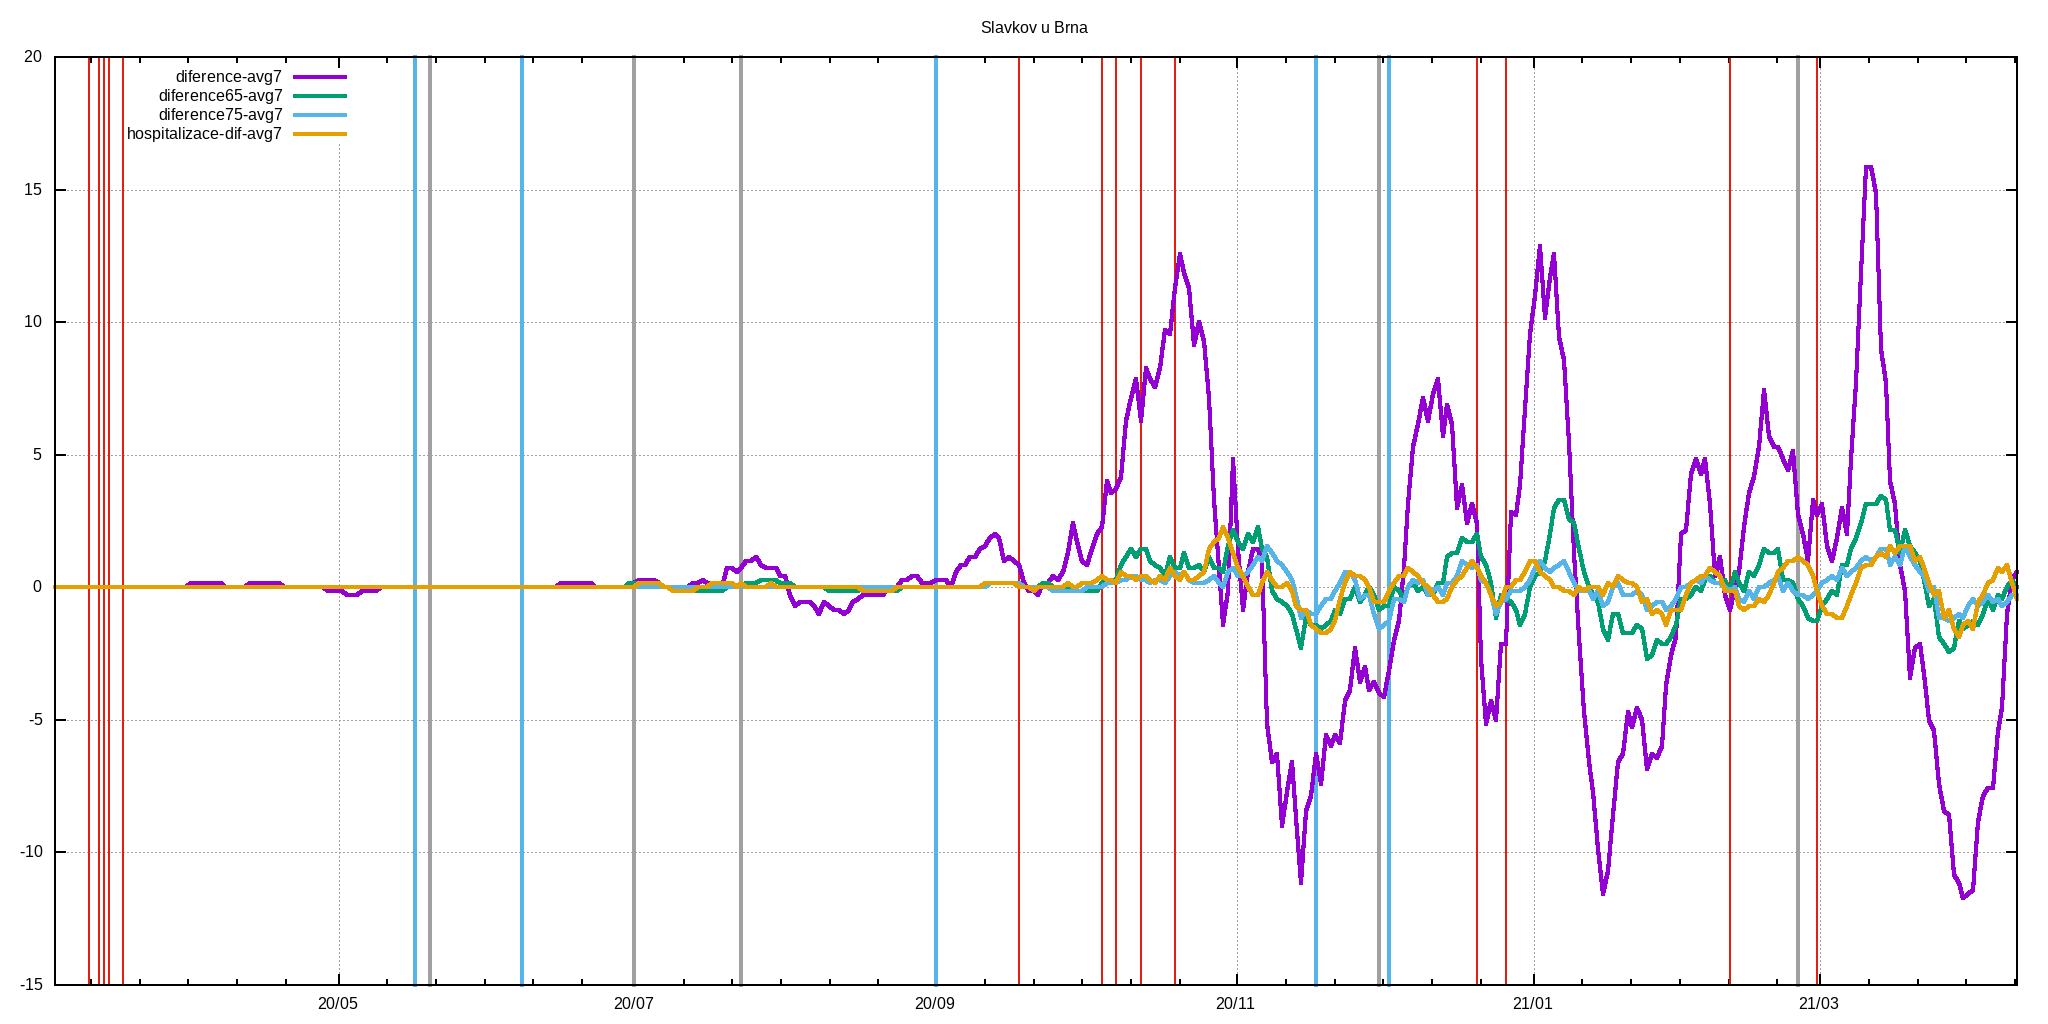 Slavkov u Brna
20
diference-avg7
diference65-avg7
diference75-avg7
hospitalizace-dif-avg7
15
10
5
0
-5
-10
-15
20/05 20/07 20/09 20/11 21/01 21/03